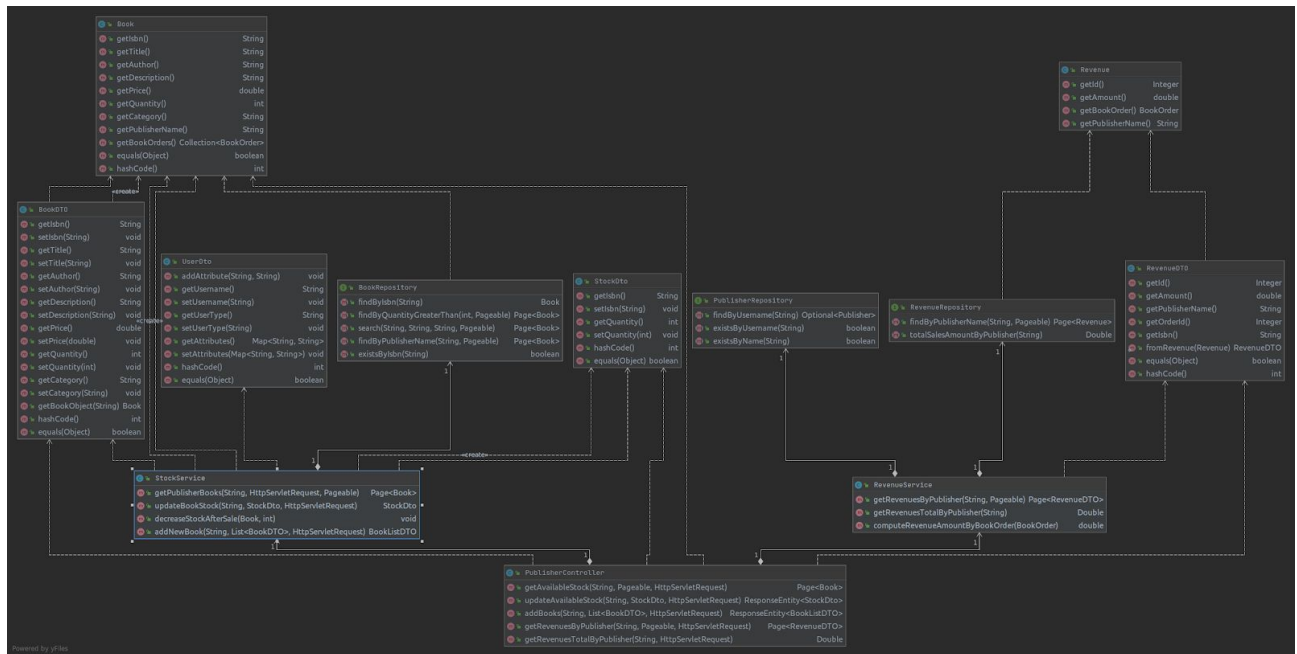 Book
getIsbn() String
getTitle() String
getAuthor() String
getDescription() String
getPrice() double
getQuantity() int
getCategory() String
getPublisherName() String
getBookOrders() Collection<BookOrder>
equals(Object) boolean
hashCode() int
Revenue
getId() Integer
getAmount() double
getBookOrder() BookOrder
getPublisherName() String
«create»
BookDTO
getIsbn() String
setIsbn(String) void
getTitle() String
setTitle(String) void
getAuthor() String
setAuthor(String) void
getDescription() String
setDescription(String) void
getPrice() double
setPrice(double) void
getQuantity() int
setQuantity(int) void
getCategory() String
setCategory(String) void
getBookObject(String) Book
hashCode() int
equals(Object) boolean
«create»
UserDto
addAttribute(String, String) void
getUsername() String
setUsername(String) void
getUserType() String
setUserType(String) void
getAttributes() Map<String, String>
setAttributes(Map<String, String>) void
hashCode() int
equals(Object) boolean
BookRepository
findByIsbn(String) Book
findByQuantityGreaterThan(int, Pageable) Page<Book>
search(String, String, String, Pageable) Page<Book>
findByPublisherName(String, Pageable) Page<Book>
existsByIsbn(String) boolean
1
StockDto
getIsbn() String
setIsbn(String) void
getQuantity() int
setQuantity(int) void
hashCode() int
equals(Object) boolean
PublisherRepository
findByUsername(String) Optional<Publisher>
existsByUsername(String) boolean
existsByName(String) boolean
1
RevenueRepository
findByPublisherName(String, Pageable) Page<Revenue>
totalSalesAmountByPublisher(String) Double
1
RevenueDTO
getId() Integer
getAmount() double
getPublisherName() String
getOrderId() Integer
getIsbn() String
fromRevenue(Revenue) RevenueDTO
equals(Object) boolean
hashCode() int
«create»
1
StockService
getPublisherBooks(String, HttpServletRequest, Pageable) Page<Book>
updateBookStock(String, StockDto, HttpServletRequest) StockDto
decreaseStockAfterSale(Book, int) void
addNewBook(String, List<BookDTO>, HttpServletRequest) BookListDTO
1
1
1
RevenueService
getRevenuesByPublisher(String, Pageable) Page<RevenueDTO>
getRevenuesTotalByPublisher(String) Double
computeRevenueAmountByBookOrder(BookOrder) double
1
1
1
PublisherController
getAvailableStock(String, Pageable, HttpServletRequest) Page<Book>
updateAvailableStock(String, StockDto, HttpServletRequest) ResponseEntity<StockDto>
addBooks(String, List<BookDTO>, HttpServletRequest) ResponseEntity<BookListDTO>
getRevenuesByPublisher(String, Pageable, HttpServletRequest) Page<RevenueDTO>
getRevenuesTotalByPublisher(String, HttpServletRequest) Double
Powered by yFiles